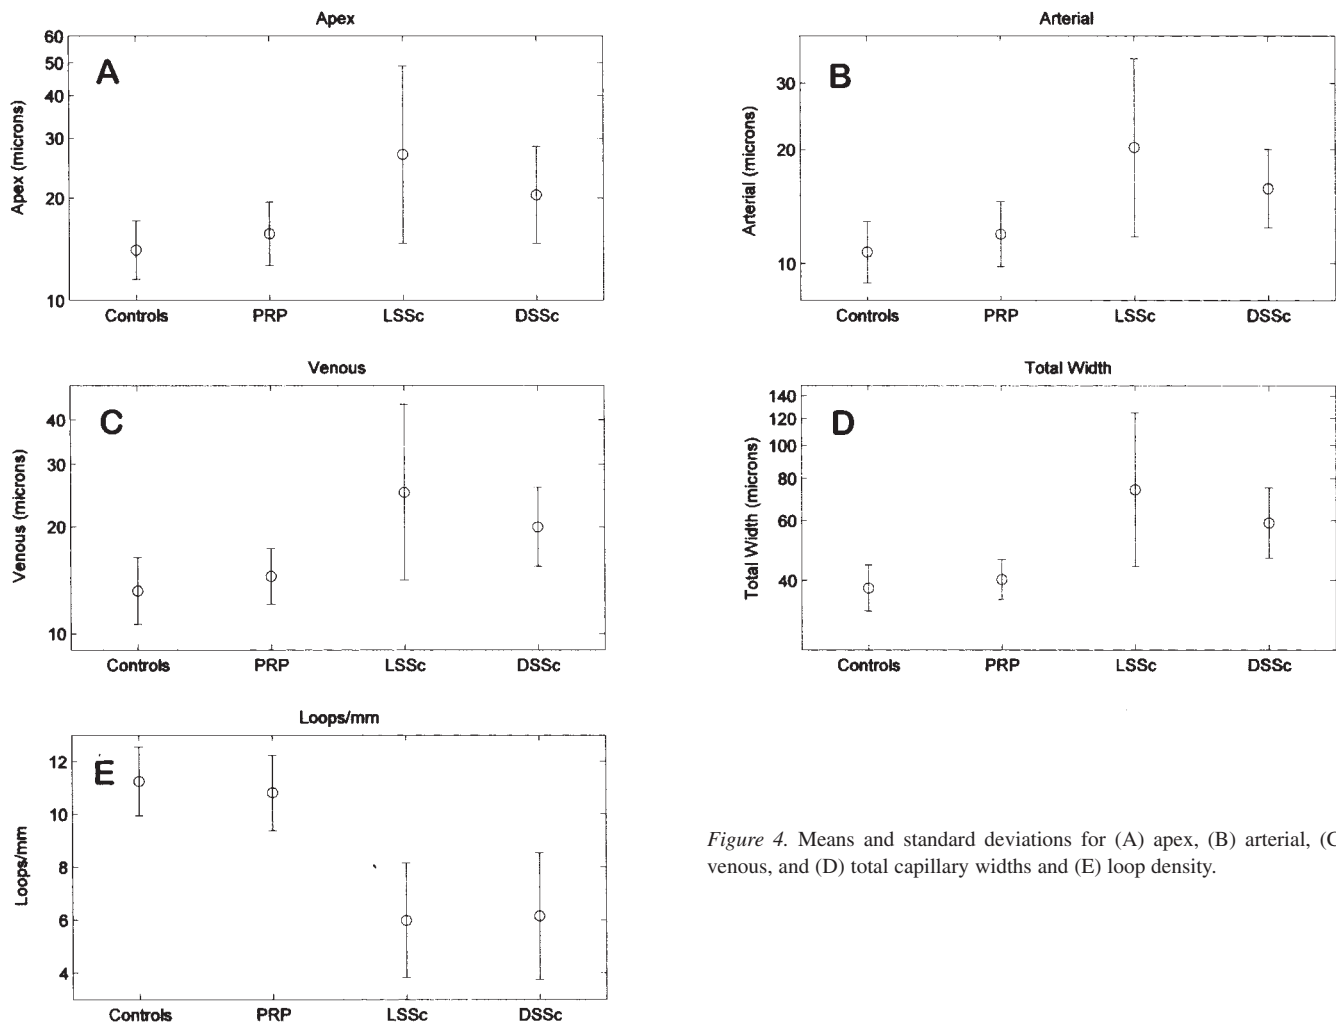 Apex
A
Apex (microns)
60
50
40
30
20
10
Controls PRP LSSc DSSc
Arterial
B
Arterial (microns)
30
20
10
Controls PRP LSSc DSSc
Venous
C
Venous (microns)
40
30
20
10
Controls PRP LSSc DSSc
Total Width
D
Total Width (microns)
140
120
100
80
60
40
Controls PRP LSSc DSSc
Loops/mm
E
Loops/mm
12
10
8
6
4
Controls PRP LSSc DSSc
Figure 4. Means and standard deviations for (A) apex, (B) arterial, (C
venous, and (D) total capillary widths and (E) loop density.